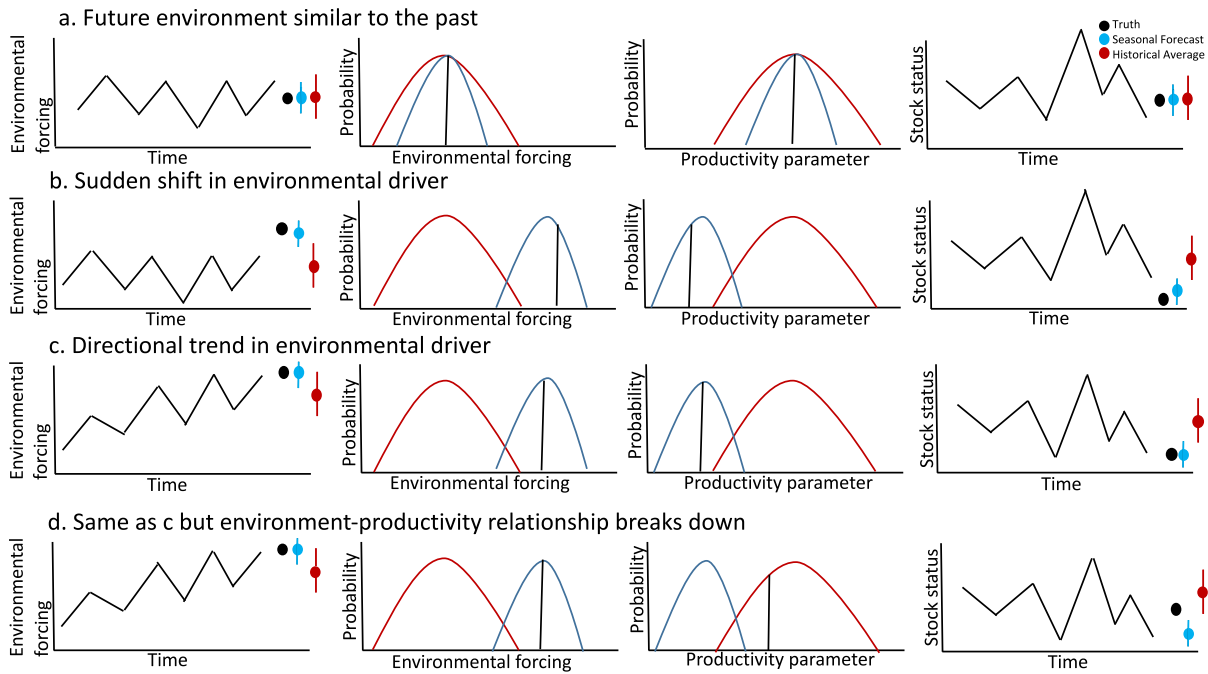 a. Future environment similar to the past
Truth
Seasonal Forecast
Historical Average
Environmental
forcing
Time
Probability
Environmental forcing
Probability
Productivity parameter
Stock status
Time
b. Sudden shift in environmental driver
Environmental
forcing
Time
Probability
Environmental forcing
Probability
Productivity parameter
Stock status
Time
c. Directional trend in environmental driver
Environmental
forcing
Time
Probability
Environmental forcing
Probability
Productivity parameter
Stock status
Time
d. Same as c but environment-productivity relationship breaks down
Environmental
forcing
Time
Probability
Environmental forcing
Probability
Productivity parameter
Stock status
Time